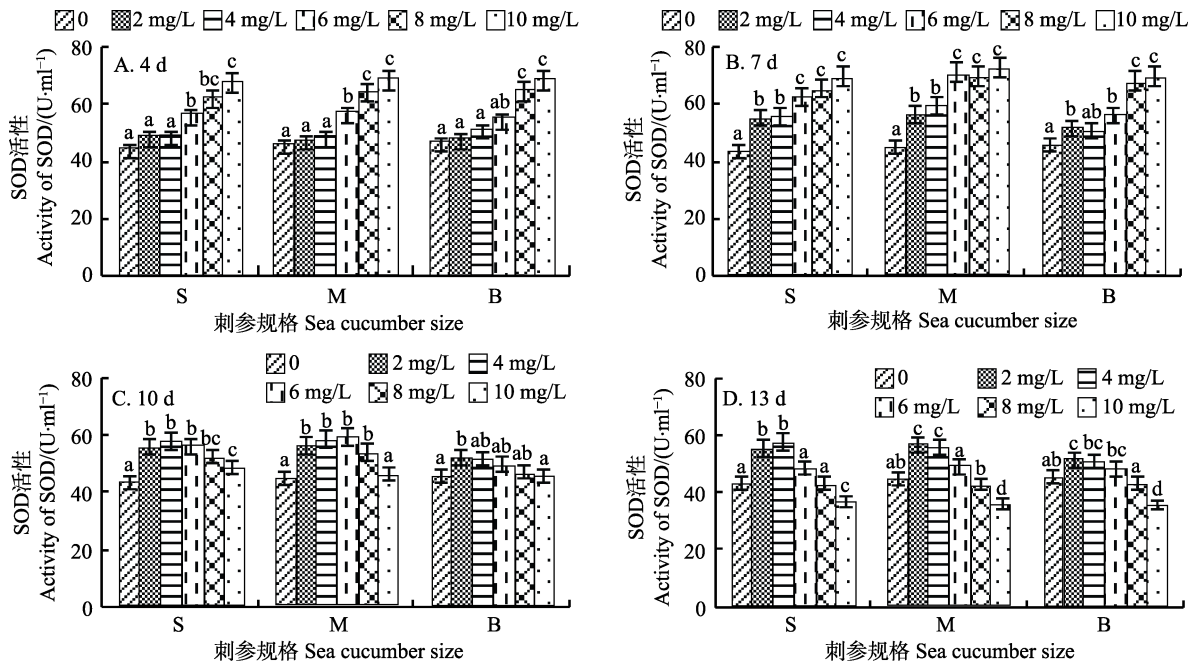 0 2 mg/L 4 mg/L 6 mg/L 8 mg/L 10 mg/L
SOD活性
Activity of SOD/(U·ml⁻¹)
80
60
40
20
0
A. 4 d
a a a b bc c
a a a b c c
a a a ab c c
S M B
刺参规格 Sea cucumber size
0 2 mg/L 4 mg/L 6 mg/L 8 mg/L 10 mg/L
SOD活性
Activity of SOD/(U·ml⁻¹)
80
60
40
20
0
B. 7 d
a b b c c c
a b b c c c
a b ab b c c
S M B
刺参规格 Sea cucumber size
0 2 mg/L 4 mg/L
6 mg/L 8 mg/L 10 mg/L
SOD活性
Activity of SOD/(U·ml⁻¹)
80
60
40
20
0
C. 10 d
a b b b bc c
a b b b b a
a b ab ab ab a
S M B
刺参规格 Sea cucumber size
0 2 mg/L 4 mg/L
6 mg/L 8 mg/L 10 mg/L
SOD活性
Activity of SOD/(U·ml⁻¹)
80
60
40
20
0
D. 13 d
a b b a a c
ab c c a b d
ab c bc bc a d
S M B
刺参规格 Sea cucumber size